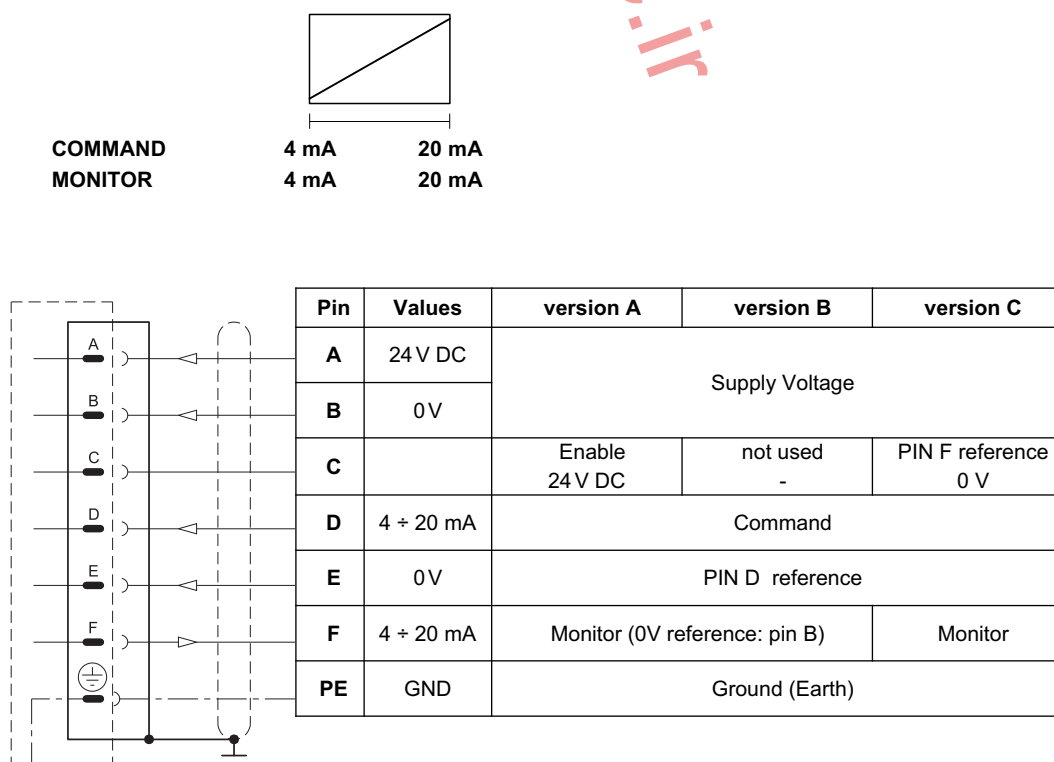 .ir
COMMAND 4 mA 20 mA
MONITOR 4 mA 20 mA
Pin Values version A version B version C
A A 24 V DC Supply Voltage
B B 0 V
C C Enable 24 V DC not used - PIN F reference 0 V
D D 4 ÷ 20 mA Command
E E 0 V PIN D reference
F F 4 ÷ 20 mA Monitor (0V reference: pin B) Monitor
PE GND Ground (Earth)